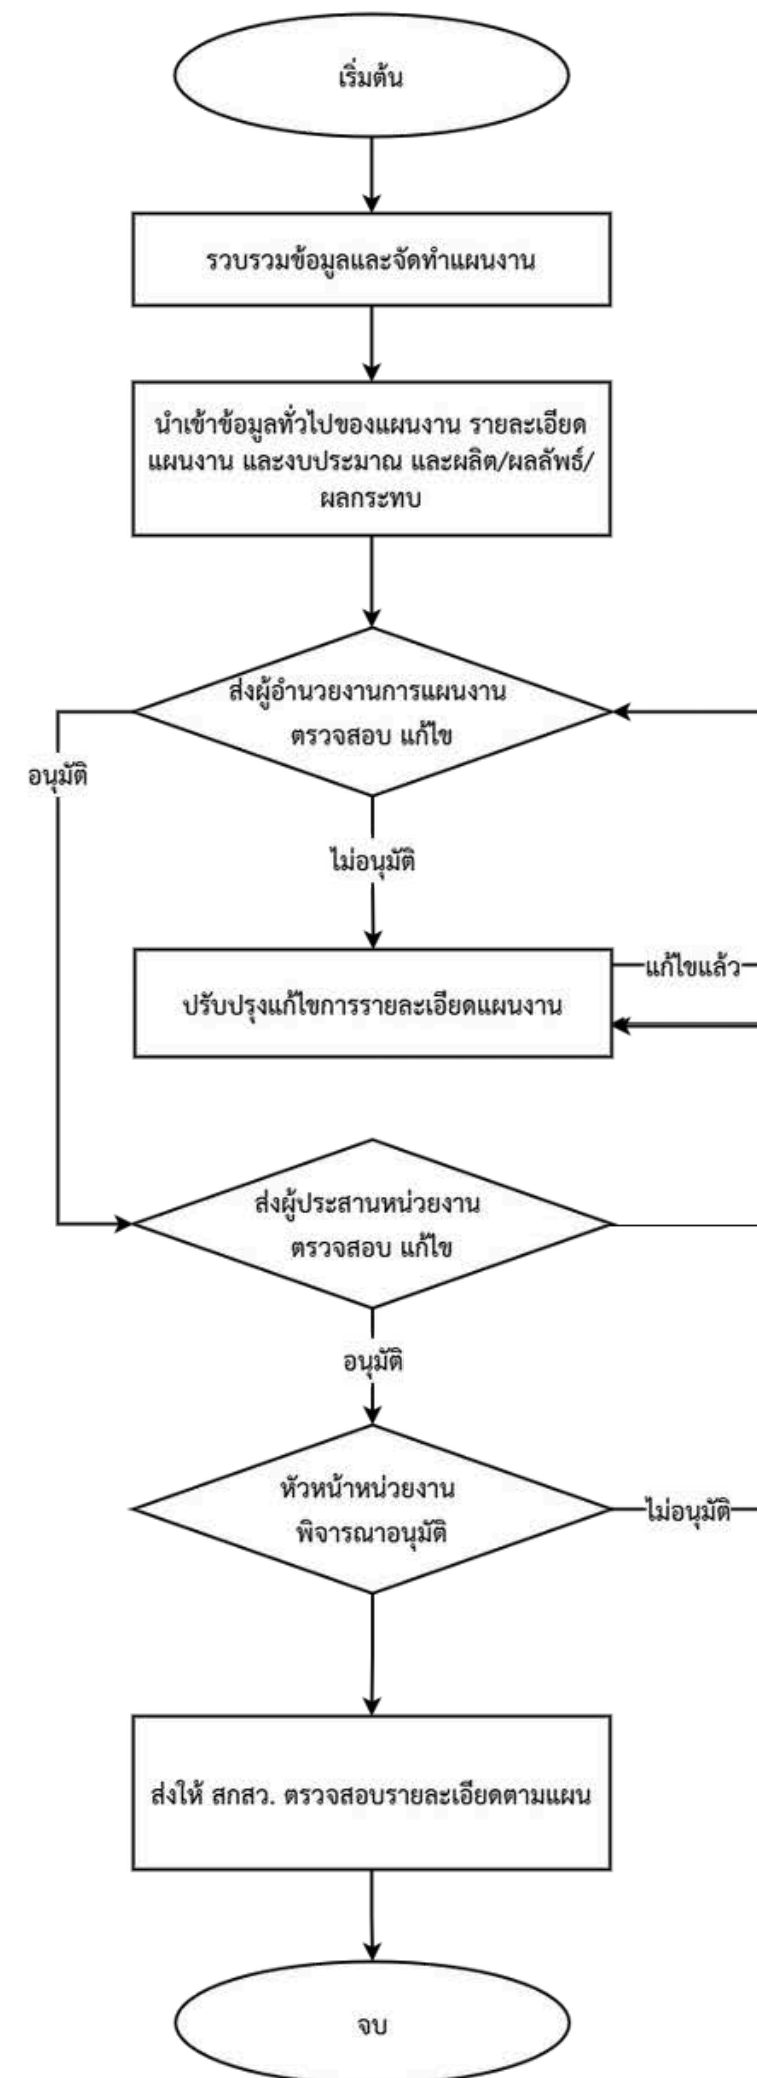 เริ่มต้น
รวบรวมข้อมูลและจัดทำแผนงาน
นำเข้าข้อมูลทั่วไปของแผนงาน รายละเอียด
แผนงาน และงบประมาณ และผลิต/ผลลัพธ์/
ผลกระทบ
ส่งผู้อำนวยงานการแผนงาน
ตรวจสอบ แก้ไข
อนุมัติ
ไม่อนุมัติ
ปรับปรุงแก้ไขการรายละเอียดแผนงาน
แก้ไขแล้ว
ส่งผู้ประสานหน่วยงาน
ตรวจสอบ แก้ไข
อนุมัติ
หัวหน้าหน่วยงาน
พิจารณาอนุมัติ
ไม่อนุมัติ
ส่งให้ สกสว. ตรวจสอบรายละเอียดตามแผน
จบ